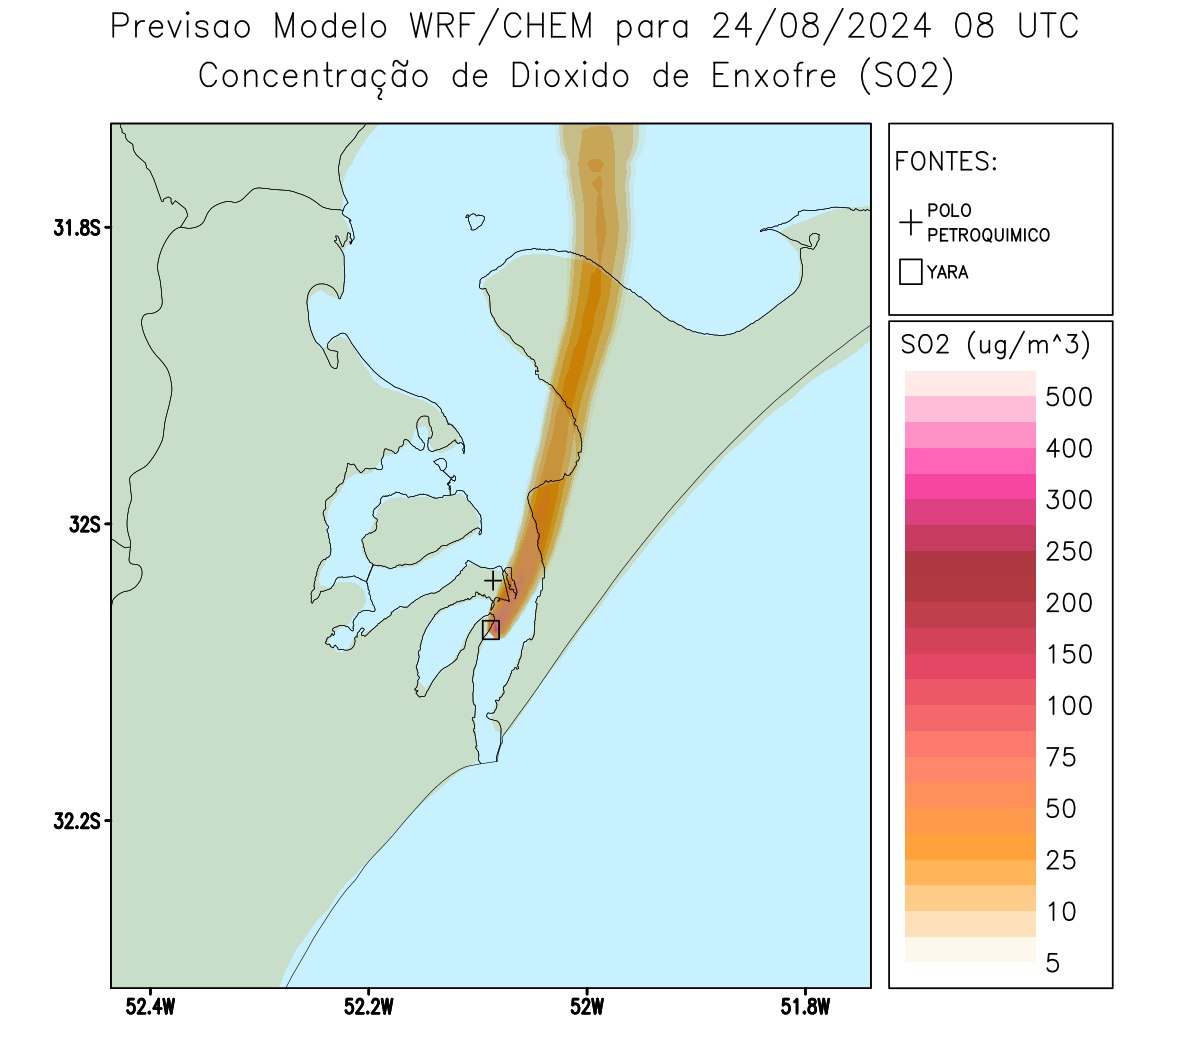 Previsao Modelo WRF/CHEM para 24/08/2024 08 UTC
Concentração de Dioxido de Enxofre (SO2)
FONTES:
POLO
PETROQUIMICO
YARA
SO2 (ug/m^3)
500
400
300
250
200
150
100
75
50
25
10
5
31.8S
32S
32.2S
52.4W
52.2W
52W
51.8W